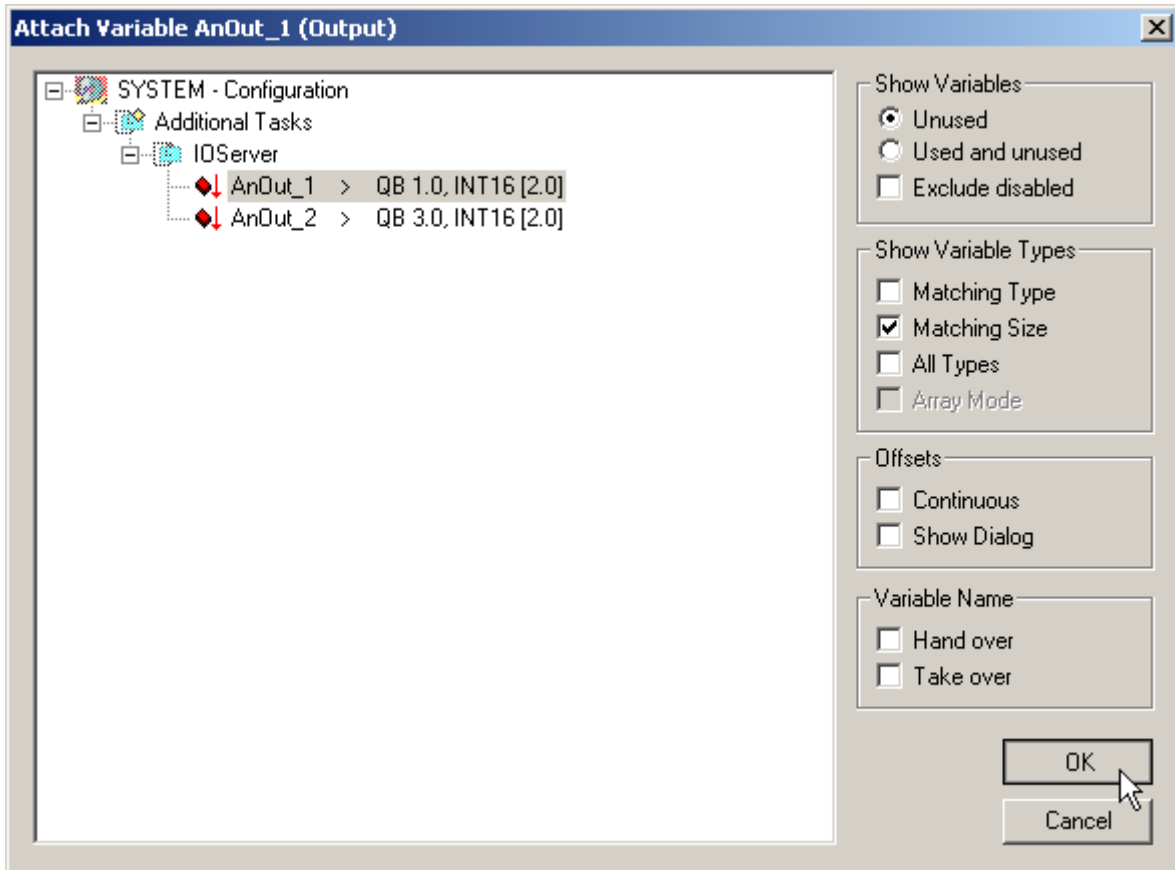 Attach Variable AnOut_1 (Output)
SYSTEM - Configuration
Additional Tasks
IOServer
AnOut_1 > QB 1.0, INT16 [2.0]
AnOut_2 > QB 3.0, INT16 [2.0]
Show Variables
Unused
Used and unused
Exclude disabled
Show Variable Types
Matching Type
Matching Size
All Types
Array Mode
Offsets
Continuous
Show Dialog
Variable Name
Hand over
Take over
OK
Cancel